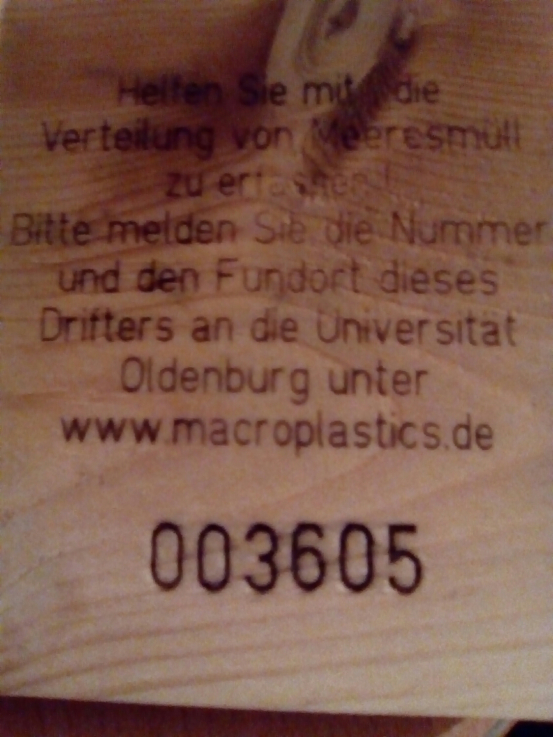 Helfen Sie mit, die
Verteilung von Meeresmüll
zu erfassen !
Bitte melden Sie die Nummer
und den Fundort dieses
Drifters an die Universität
Oldenburg unter
www.macroplastics.de
003605